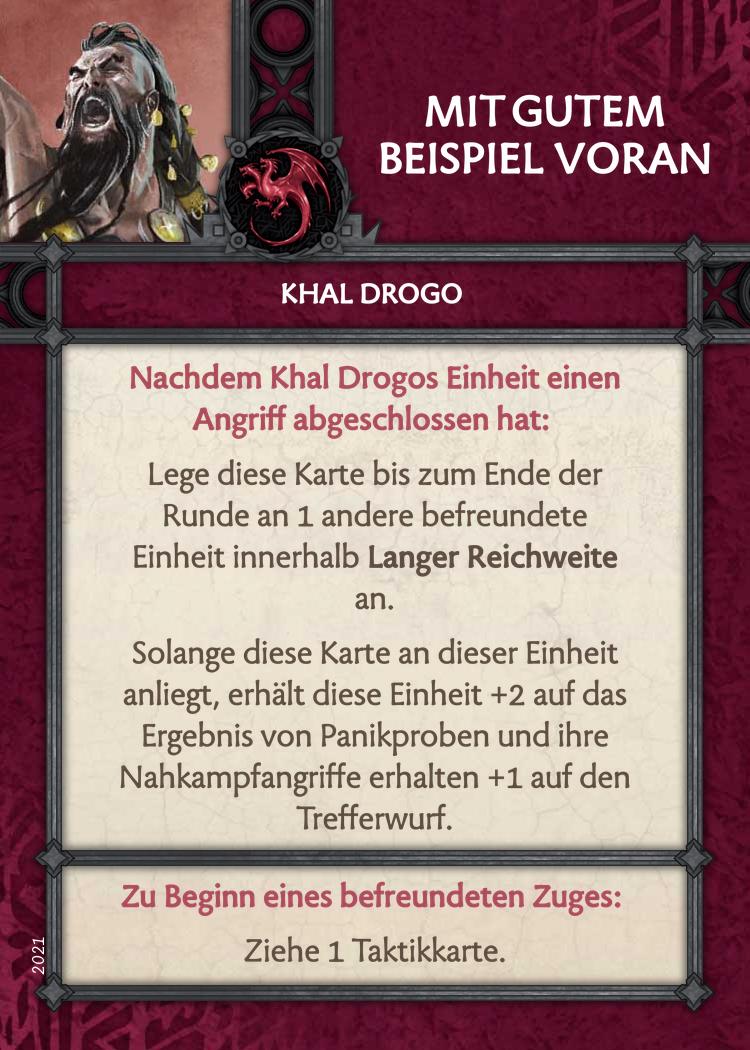 MIT GUTEM
BEISPIEL VORAN
KHAL DROGO
Nachdem Khal Drogos Einheit einen
Angriff abgeschlossen hat:
Lege diese Karte bis zum Ende der
Runde an 1 andere befreundete
Einheit innerhalb Langer Reichweite
an.
Solange diese Karte an dieser Einheit
anliegt, erhält diese Einheit +2 auf das
Ergebnis von Panikproben und ihre
Nahkampfangriffe erhalten +1 auf den
Trefferwurf.
Zu Beginn eines befreundeten Zuges:
Ziehe 1 Taktikkarte.
2021